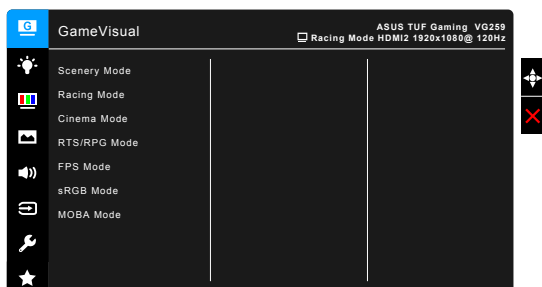 G
GameVisual
ASUS TUF Gaming VG259
Racing Mode HDMI2 1920x1080@ 120Hz
Scenery Mode
Racing Mode
Cinema Mode
RTS/RPG Mode
FPS Mode
sRGB Mode
MOBA Mode